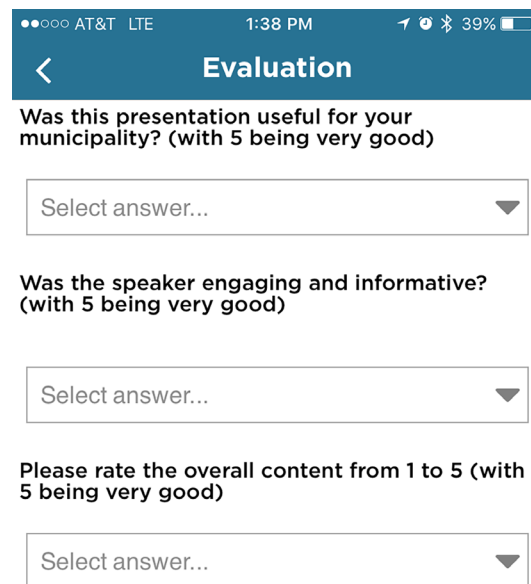 AT&T LTE 1:38 PM 39%
Evaluation
Was this presentation useful for your
municipality? (with 5 being very good)
Select answer...
Was the speaker engaging and informative?
(with 5 being very good)
Select answer...
Please rate the overall content from 1 to 5 (with
5 being very good)
Select answer...